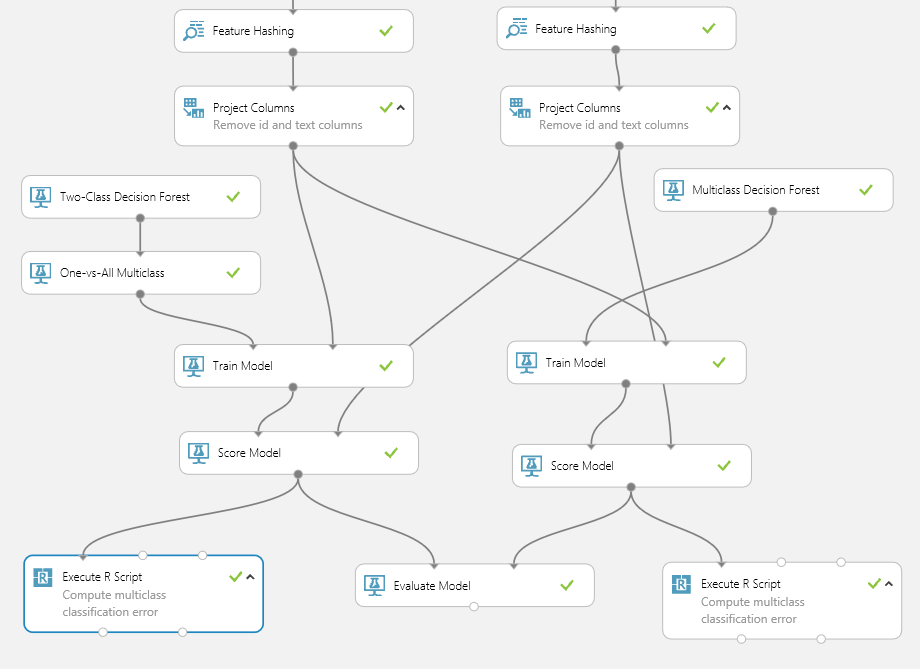 Feature Hashing
Feature Hashing
Project Columns
Remove id and text columns
Project Columns
Remove id and text columns
Two-Class Decision Forest
Multiclass Decision Forest
One-vs-All Multiclass
Train Model
Train Model
Score Model
Score Model
R
Execute R Script
Compute multiclass
classification error
Evaluate Model
R
Execute R Script
Compute multiclass
classification error